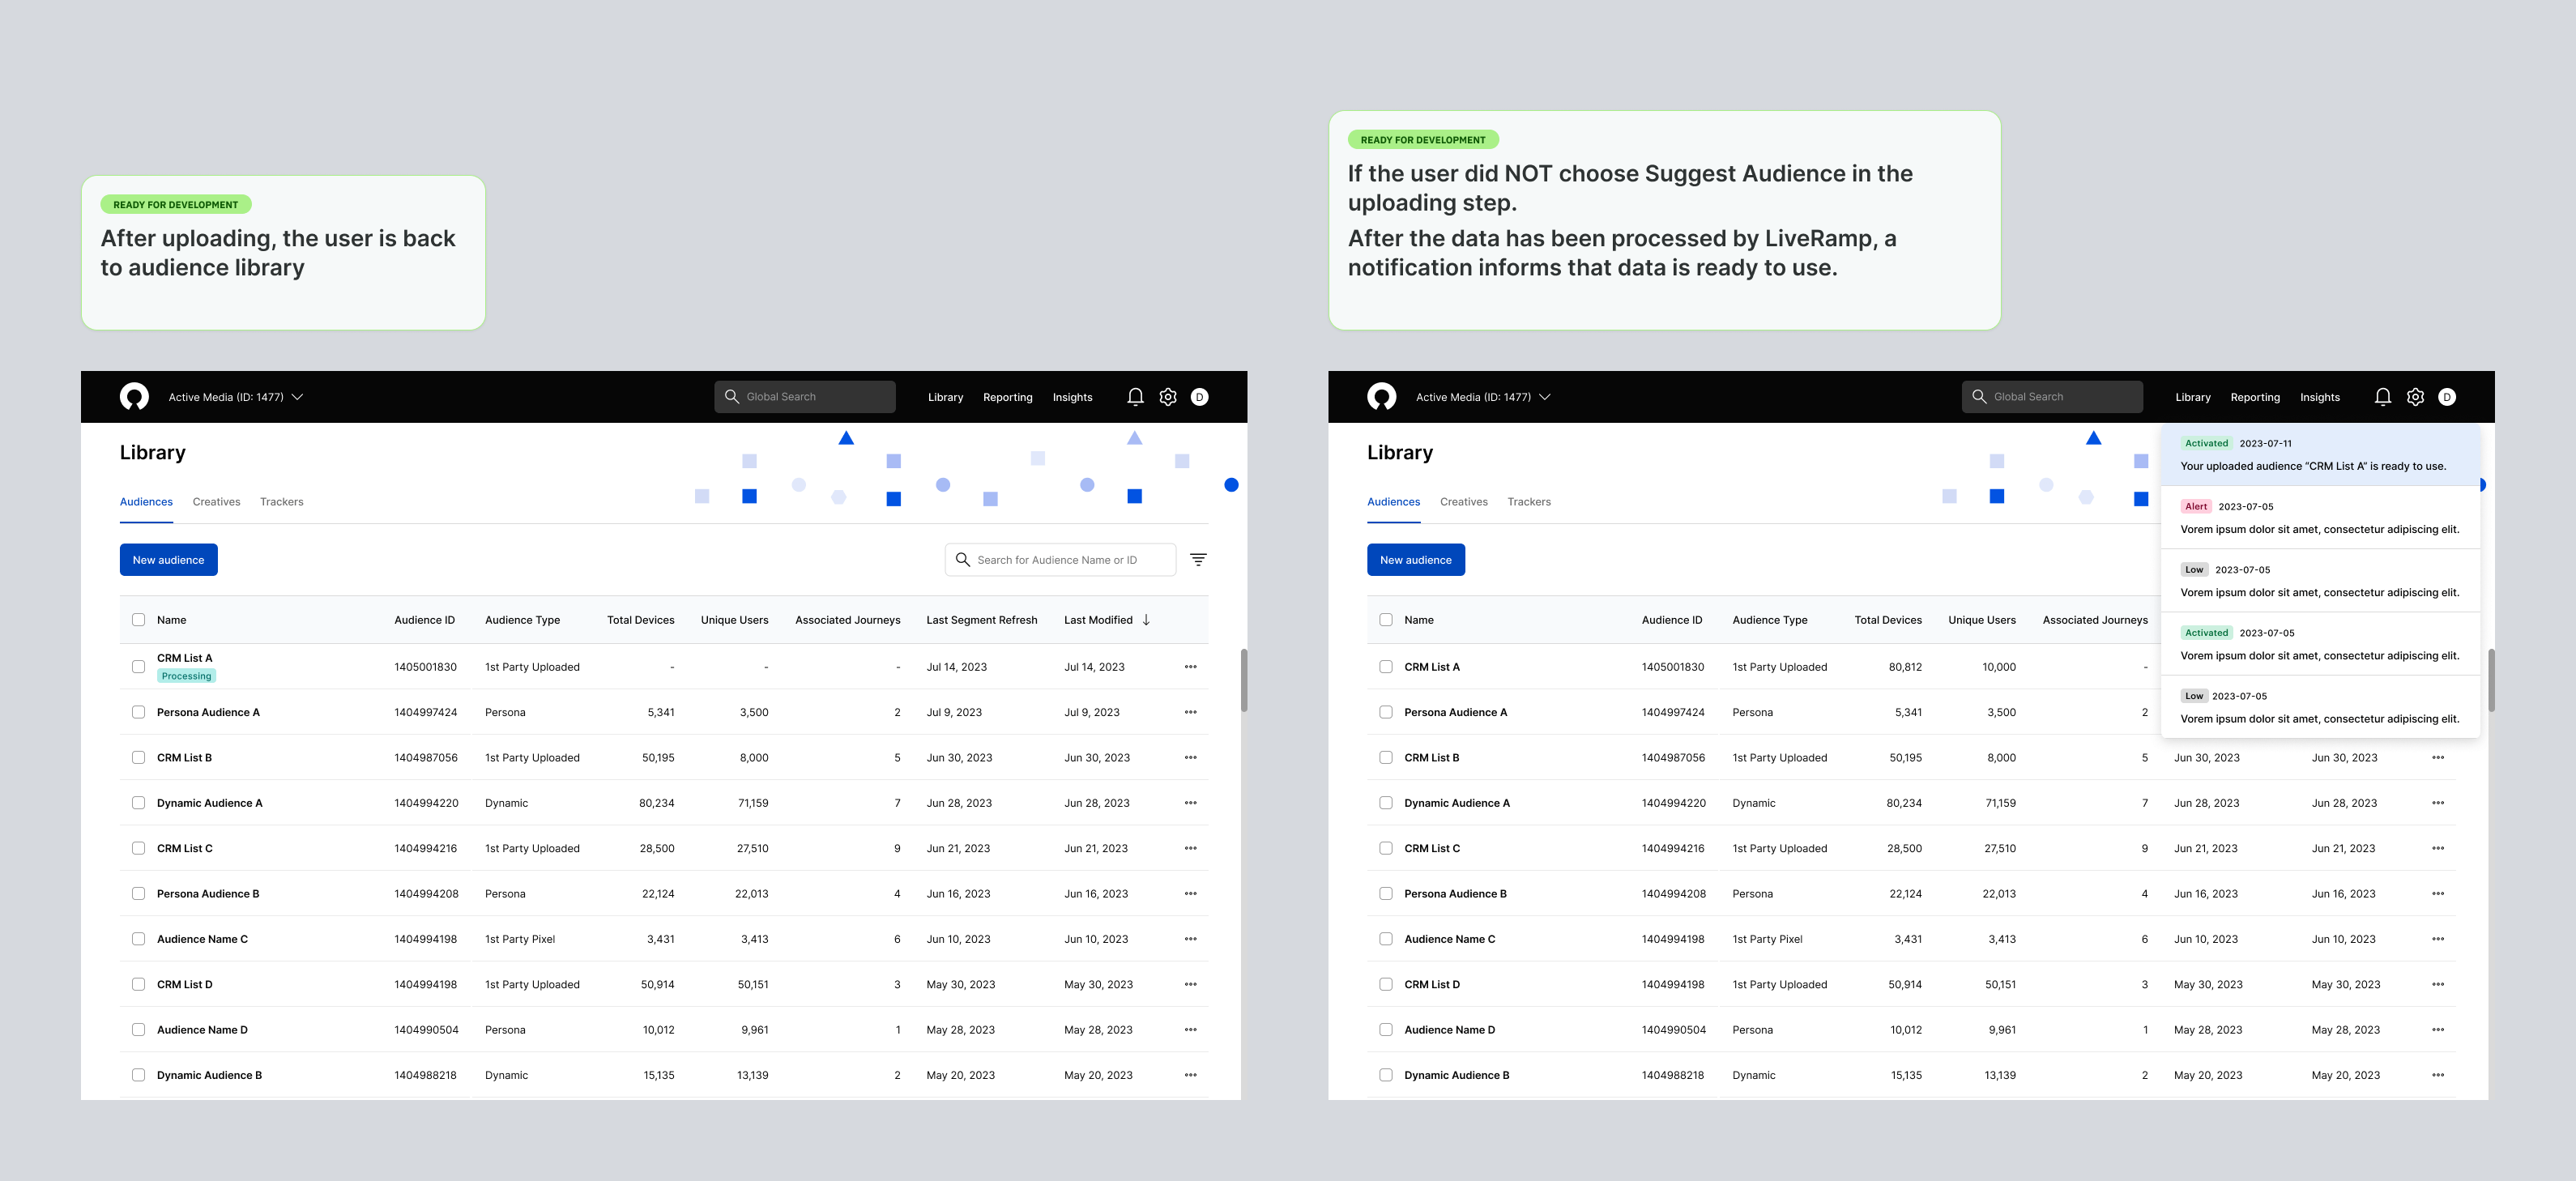 READY FOR DEVELOPMENT
After uploading, the user is back
to audience library
READY FOR DEVELOPMENT
If the user did NOT choose Suggest Audience in the
uploading step.
After the data has been processed by LiveRamp, a
notification informs that data is ready to use.
Active Media (ID: 1477) Global Search Library Reporting Insights D
Library
Audiences Creatives Trackers
New audience Search for Audience Name or ID
Name Audience ID Audience Type Total Devices Unique Users Associated Journeys Last Segment Refresh Last Modified
CRM List A 1405001830 1st Party Uploaded - - - Jul 14, 2023 Jul 14, 2023
Processing
Persona Audience A 1404997424 Persona 5,341 3,500 2 Jul 9, 2023 Jul 9, 2023
CRM List B 1404987056 1st Party Uploaded 50,195 8,000 5 Jun 30, 2023 Jun 30, 2023
Dynamic Audience A 1404994220 Dynamic 80,234 71,159 7 Jun 28, 2023 Jun 28, 2023
CRM List C 1404994216 1st Party Uploaded 28,500 27,510 9 Jun 21, 2023 Jun 21, 2023
Persona Audience B 1404994208 Persona 22,124 22,013 4 Jun 16, 2023 Jun 16, 2023
Audience Name C 1404994198 1st Party Pixel 3,431 3,413 6 Jun 10, 2023 Jun 10, 2023
CRM List D 1404994198 1st Party Uploaded 50,914 50,151 3 May 30, 2023 May 30, 2023
Audience Name D 1404990504 Persona 10,012 9,961 1 May 28, 2023 May 28, 2023
Dynamic Audience B 1404988218 Dynamic 15,135 13,139 2 May 20, 2023 May 20, 2023
Active Media (ID: 1477) Global Search Library Reporting Insights D
Library
Audiences Creatives Trackers
New audience
Activated 2023-07-11
Your uploaded audience “CRM List A” is ready to use.
Alert 2023-07-05
Vorem ipsum dolor sit amet, consectetur adipiscing elit.
Low 2023-07-05
Vorem ipsum dolor sit amet, consectetur adipiscing elit.
Activated 2023-07-05
Vorem ipsum dolor sit amet, consectetur adipiscing elit.
Low 2023-07-05
Vorem ipsum dolor sit amet, consectetur adipiscing elit.
Name Audience ID Audience Type Total Devices Unique Users Associated Journeys
CRM List A 1405001830 1st Party Uploaded 80,812 10,000 -
Persona Audience A 1404997424 Persona 5,341 3,500 2
CRM List B 1404987056 1st Party Uploaded 50,195 8,000 5 Jun 30, 2023 Jun 30, 2023
Dynamic Audience A 1404994220 Dynamic 80,234 71,159 7 Jun 28, 2023 Jun 28, 2023
CRM List C 1404994216 1st Party Uploaded 28,500 27,510 9 Jun 21, 2023 Jun 21, 2023
Persona Audience B 1404994208 Persona 22,124 22,013 4 Jun 16, 2023 Jun 16, 2023
Audience Name C 1404994198 1st Party Pixel 3,431 3,413 6 Jun 10, 2023 Jun 10, 2023
CRM List D 1404994198 1st Party Uploaded 50,914 50,151 3 May 30, 2023 May 30, 2023
Audience Name D 1404990504 Persona 10,012 9,961 1 May 28, 2023 May 28, 2023
Dynamic Audience B 1404988218 Dynamic 15,135 13,139 2 May 20, 2023 May 20, 2023